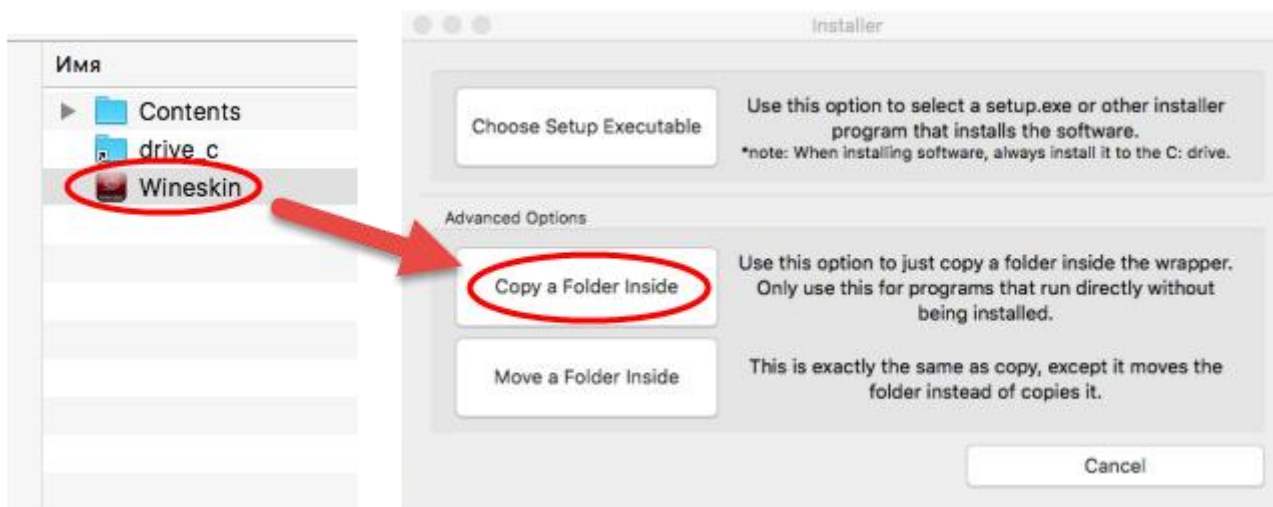 Имя
Contents
drive_c
Wineskin
Installer
Choose Setup Executable
Use this option to select a setup.exe or other installer
program that installs the software.
*note: When installing software, always install it to the C: drive.
Advanced Options
Copy a Folder Inside
Use this option to just copy a folder inside the wrapper.
Only use this for programs that run directly without
being installed.
Move a Folder Inside
This is exactly the same as copy, except it moves the
folder instead of copies it.
Cancel